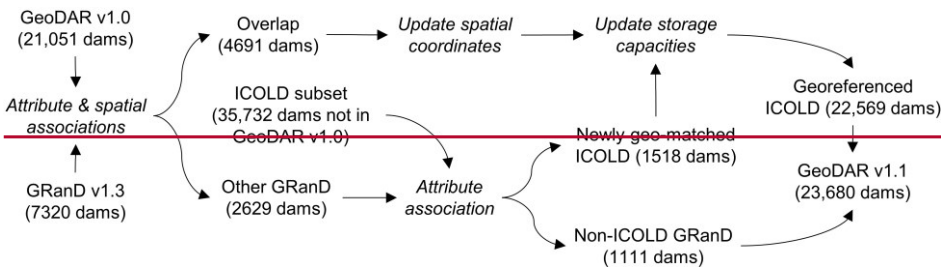 GeoDAR v1.0
(21,051 dams)
Attribute & spatial
associations
GRanD v1.3
(7320 dams)
Overlap
(4691 dams)
ICOLD subset
(35,732 dams not in
GeoDAR v1.0)
Other GRanD
(2629 dams)
Update spatial
coordinates
Attribute
association
Update storage
capacities
Newly geo-matched
ICOLD (1518 dams)
Non-ICOLD GRanD
(1111 dams)
Georeferenced
ICOLD (22,569 dams)
GeoDAR v1.1
(23,680 dams)